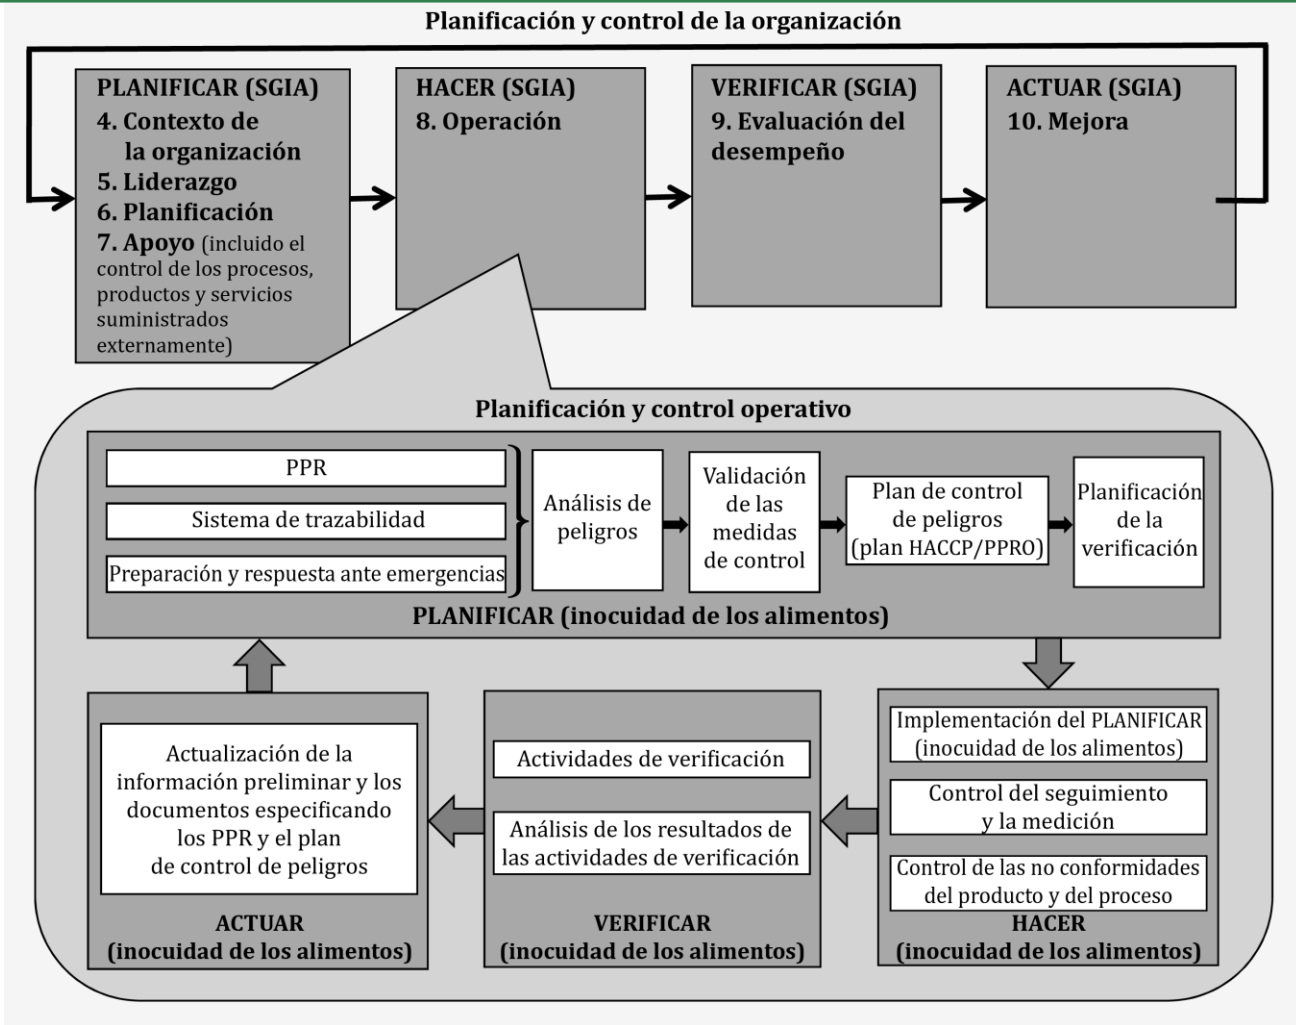 Planificación y control de la organización
PLANIFICAR (SGIA)
4. Contexto de
la organización
5. Liderazgo
6. Planificación
7. Apoyo (incluido el
control de los procesos,
productos y servicios
suministrados
externamente)
HACER (SGIA)
8. Operación
VERIFICAR (SGIA)
9. Evaluación del
desempeño
ACTUAR (SGIA)
10. Mejora
Planificación y control operativo
PPR
Sistema de trazabilidad
Preparación y respuesta ante emergencias
Análisis de
peligros
Validación
de las
medidas
de control
Plan de control
de peligros
(plan HACCP/PPRO)
Planificación
de la
verificación
PLANIFICAR (inocuidad de los alimentos)
Actualización de la
información preliminar y los
documentos especificando
los PPR y el plan
de control de peligros
ACTUAR
(inocuidad de los alimentos)
Actividades de verificación
Análisis de los resultados de
las actividades de verificación
VERIFICAR
(inocuidad de los alimentos)
Implementación del PLANIFICAR
(inocuidad de los alimentos)
Control del seguimiento
y la medición
Control de las no conformidades
del producto y del proceso
HACER
(inocuidad de los alimentos)